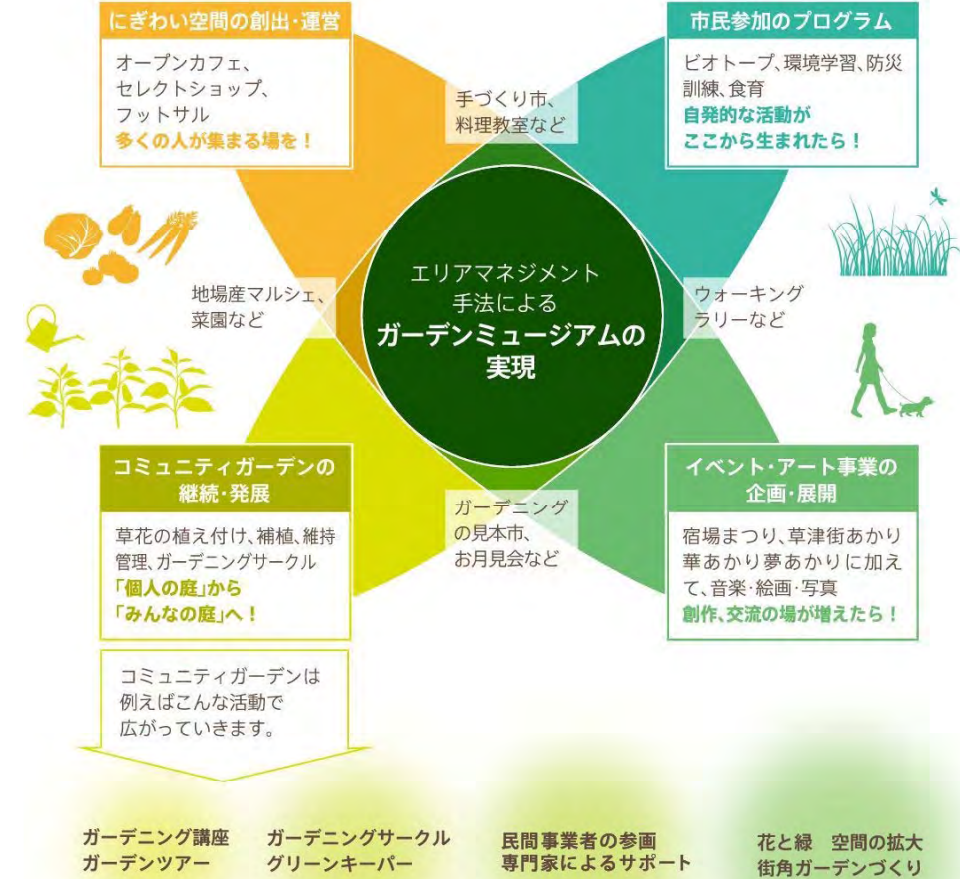 にぎわい空間の創出･運営
オープンカフェ、
セレクトショップ、
フットサル
多くの人が集まる場を！
手づくり市、
料理教室など
市民参加のプログラム
ビオトープ、環境学習、防災
訓練、食育
自発的な活動が
ここから生まれたら！
地場産マルシェ、
菜園など
エリアマネジメント
手法による
ガーデンミュージアムの
実現
ウォーキング
ラリーなど
コミュニティガーデンの
継続･発展
草花の植え付け、補植、維持
管理、ガーデニングサークル
「個人の庭」から
「みんなの庭」へ！
ガーデニング
の見本市、
お月見会など
イベント･アート事業の
企画･展開
宿場まつり、草津街あかり
華あかり夢あかりに加え
て、音楽･絵画･写真
創作、交流の場が増えたら！
コミュニティガーデンは
例えばこんな活動で
広がっていきます。
ガーデニング講座
ガーデンツアー
ガーデニングサークル
グリーンキーパー
民間事業者の参画
専門家によるサポート
花と緑　空間の拡大
街角ガーデンづくり